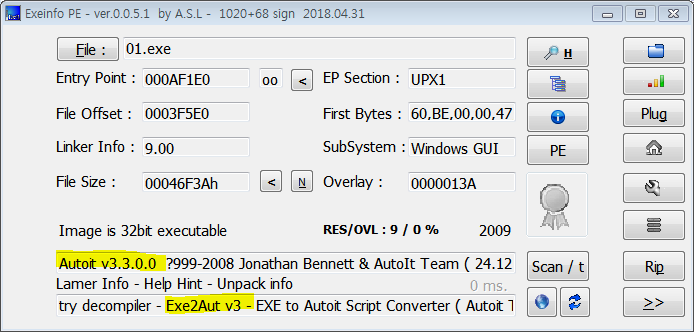 Exeinfo PE - ver.0.0.5.1  by A.S.L -  1020+68 sign  2018.04.31
File : 01.exe H
Entry Point : 000AF1E0 oo < EP Section : UPX1
File Offset : 0003F5E0 First Bytes : 60,BE,00,00,47 Plug
Linker Info : 9.00 SubSystem : Windows GUI PE
File Size : 00046F3Ah < N Overlay : 0000013A
Image is 32bit executable RES/OVL : 9 / 0 % 2009
Autoit v3.3.0.0  ?999-2008 Jonathan Bennett & AutoIt Team ( 24.12 Scan / t Rip
Lamer Info - Help Hint - Unpack info 0 ms.
try decompiler - Exe2Aut v3 - EXE to Autoit Script Converter ( Autoit T >>